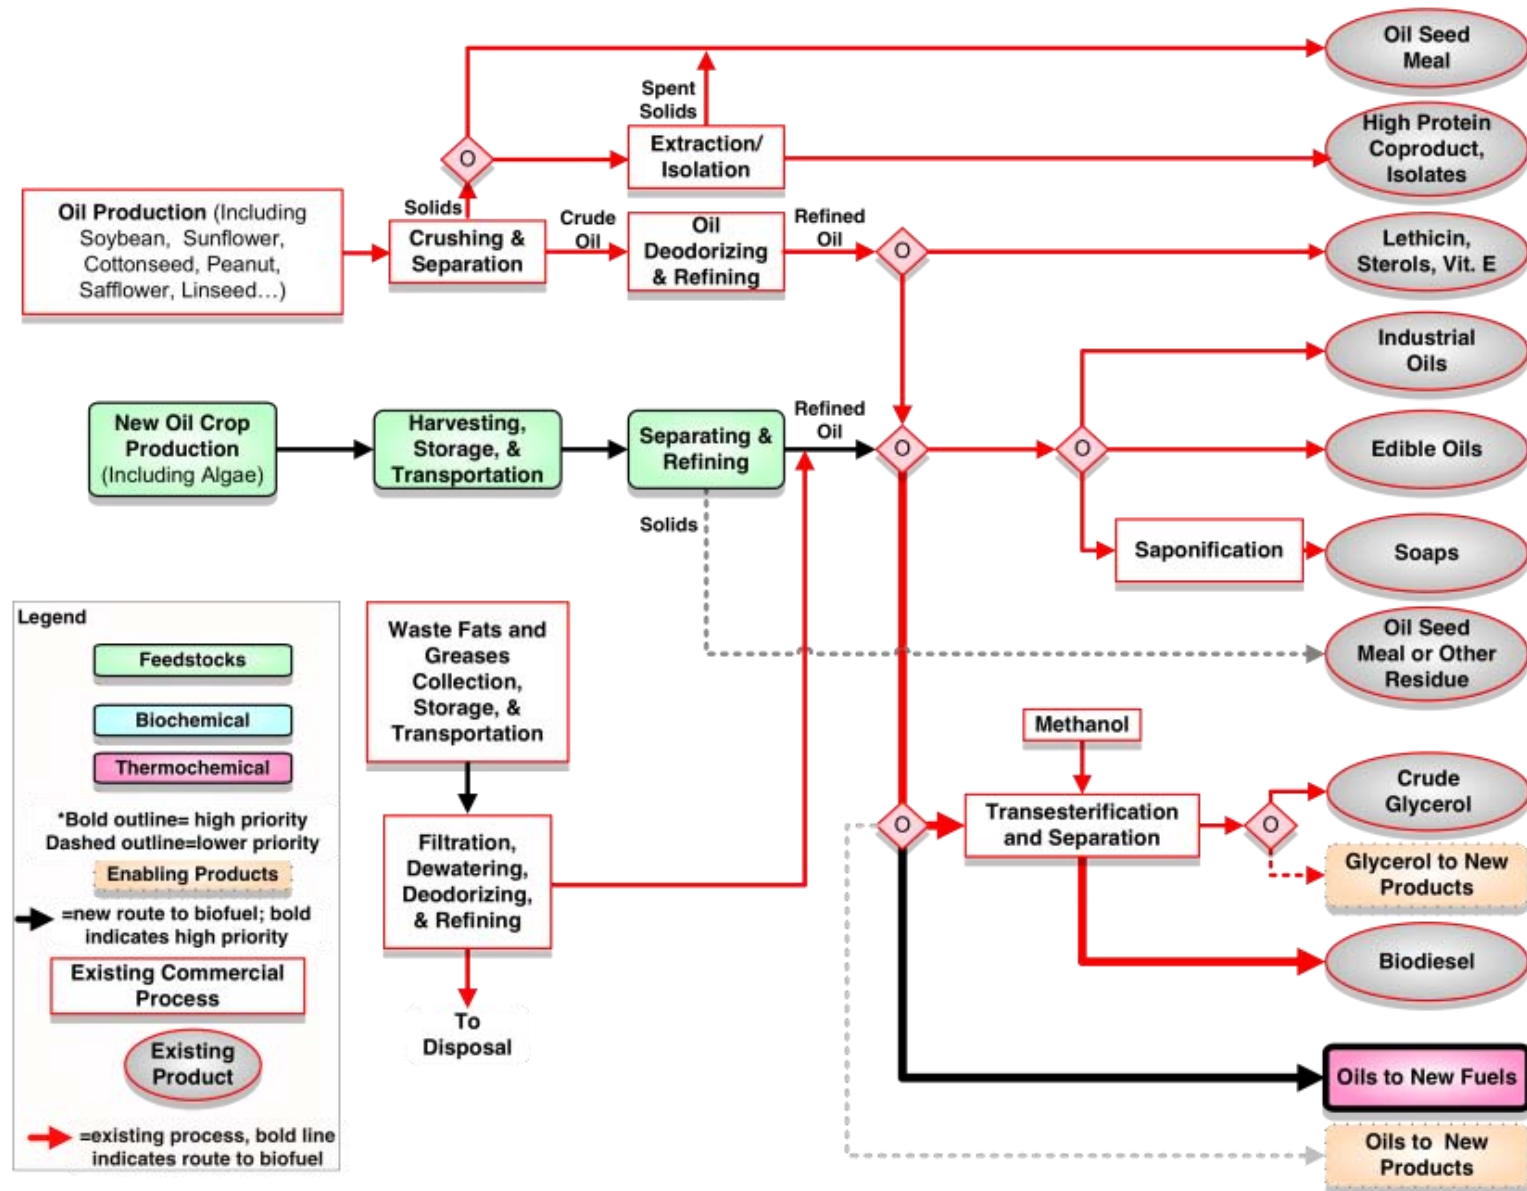 Oil Seed
Meal
Spent
Solids
High Protein
Coproduct,
Isolates
O
Extraction/
Isolation
Solids
Oil Production (Including
Soybean, Sunflower,
Cottonseed, Peanut,
Safflower, Linseed...)
Crushing &
Separation
Crude
Oil
Oil
Deodorizing
& Refining
Refined
Oil
O
Lethicin,
Sterols, Vit. E
Industrial
Oils
New Oil Crop
Production
(Including Algae)
Harvesting,
Storage, &
Transportation
Separating &
Refining
Refined
Oil
O
O
Edible Oils
Solids
Saponification
Soaps
Oil Seed
Meal or Other
Residue
Waste Fats and
Greases
Collection,
Storage, &
Transportation
Methanol
Crude
Glycerol
O
Transesterification
and Separation
O
Glycerol to New
Products
Filtration,
Dewatering,
Deodorizing,
& Refining
Biodiesel
To
Disposal
Oils to New Fuels
Oils to New
Products
Legend
Feedstocks
Biochemical
Thermochemical
*Bold outline= high priority
Dashed outline=lower priority
Enabling Products
=new route to biofuel; bold
indicates high priority
Existing Commercial
Process
Existing
Product
=existing process, bold line
indicates route to biofuel